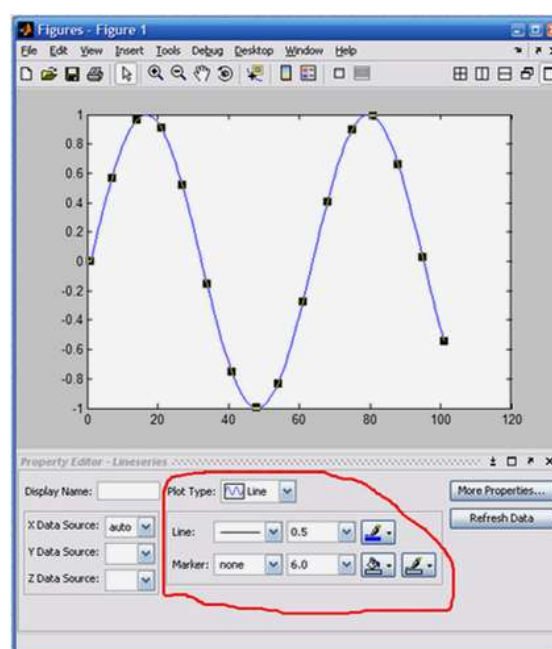 Figures - Figure 1
File Edit View Insert Tools Debug Desktop Window Help
1
0.8
0.6
0.4
0.2
0
-0.2
-0.4
-0.6
-0.8
-1
0 20 40 60 80 100 120
Property Editor - Lineseries
Display Name:
Plot Type: Line
More Properties...
X Data Source: auto
Line: 0.5
Refresh Data
Y Data Source:
Marker: none 6.0
Z Data Source: